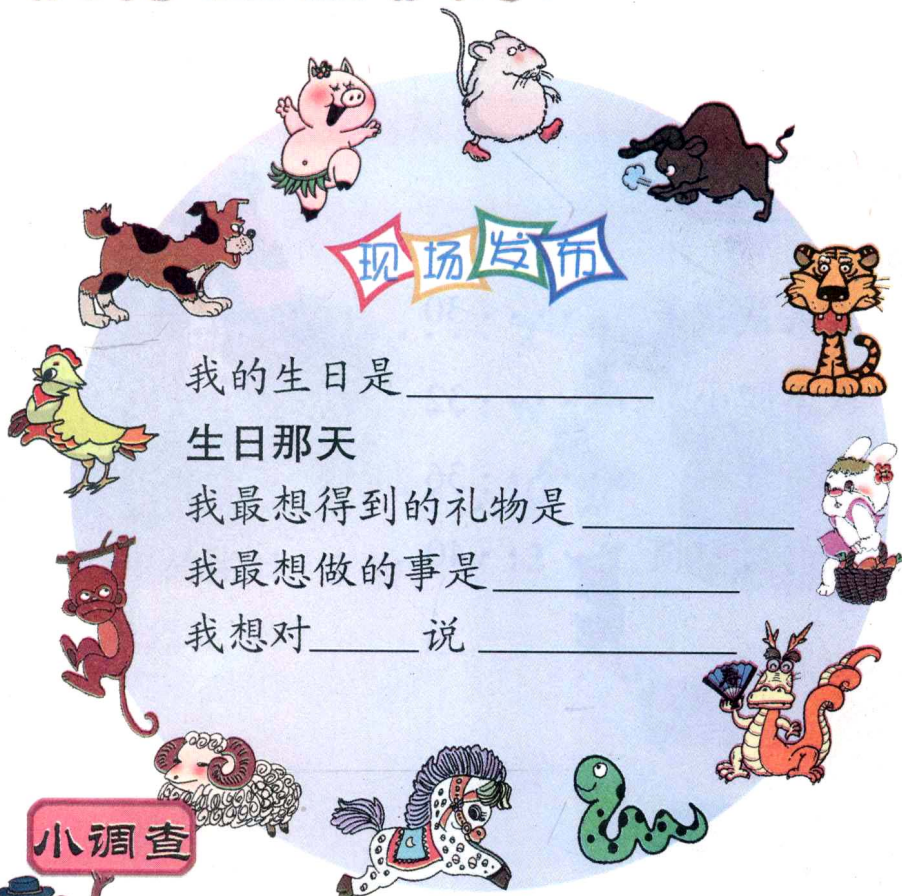 现场发布
我的生日是
生日那天
我最想得到的礼物是
我最想做的事是
我想对 说
小调查